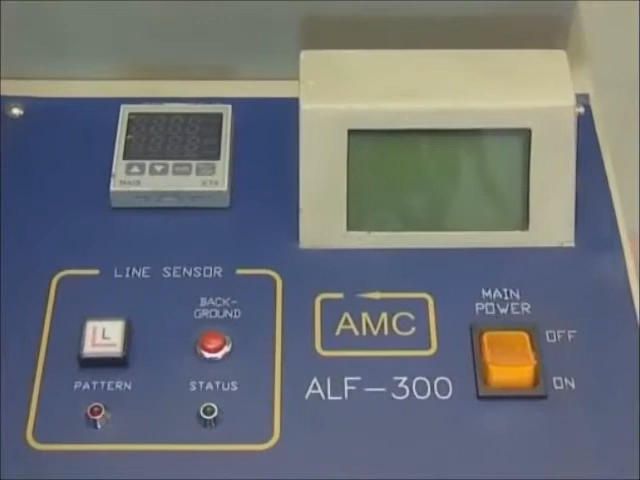 LINE SENSOR
L
BACK-
GROUND
PATTERN
STATUS
AMC
ALF-300
MAIN
POWER
OFF
ON